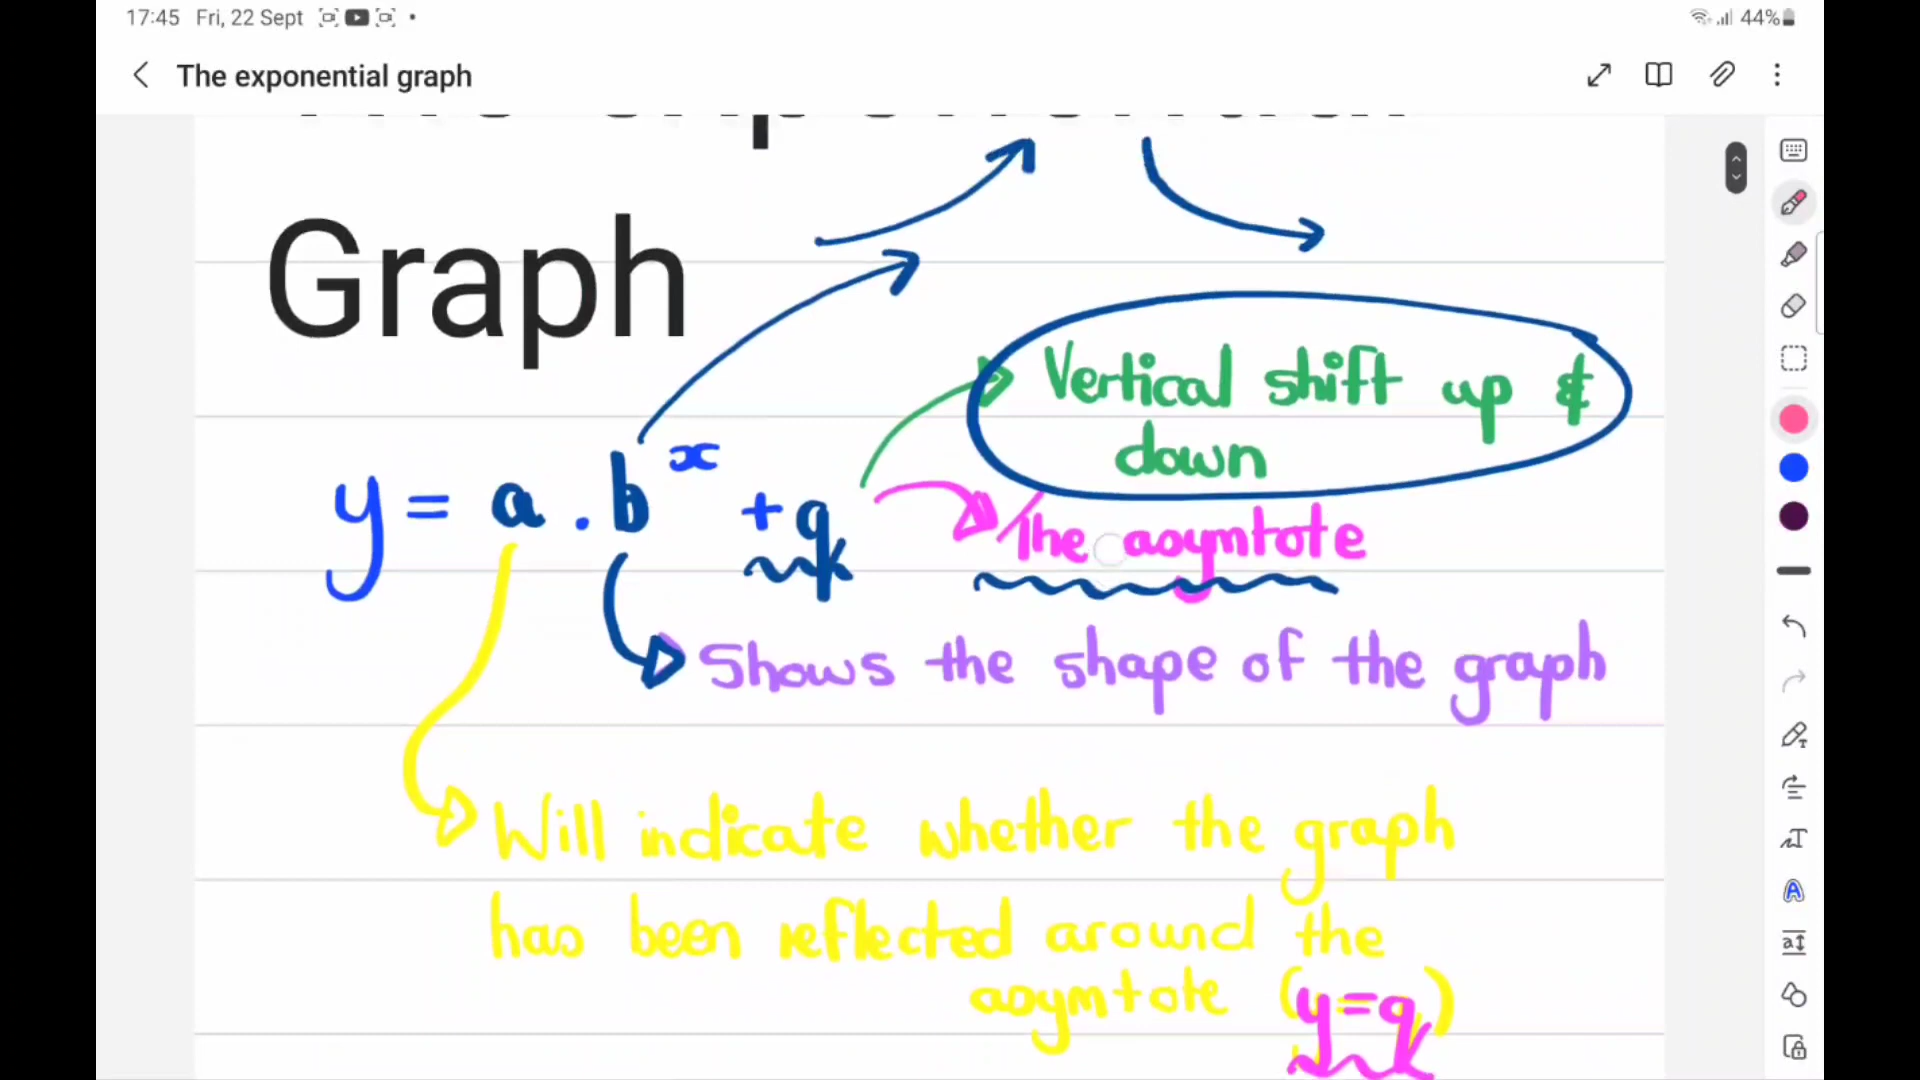 17:45 Fri, 22 Sept 44%
The exponential graph
Graph
Vertical shift up &
down
y = a . b^x + q
The asymtote
Shows the shape of the graph
Will indicate whether the graph
has been reflected around the
asymtote (y=q)